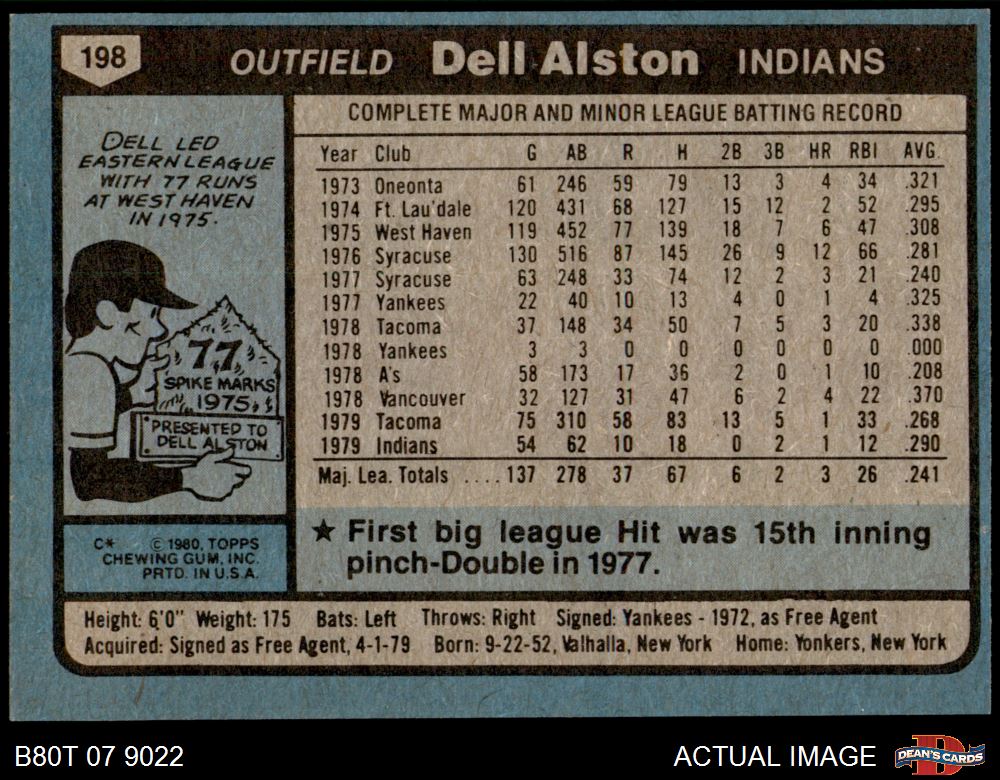 198
OUTFIELD Dell Alston INDIANS
DELL LED
EASTERN LEAGUE
WITH 77 RUNS
AT WEST HAVEN
IN 1975.
77
SPIKE MARKS
1975
PRESENTED TO
DELL ALSTON
C* © 1980, TOPPS
CHEWING GUM, INC.
PRTD. IN U.S.A.
COMPLETE MAJOR AND MINOR LEAGUE BATTING RECORD
Year Club G AB R H 2B 3B HR RBI AVG.
1973 Oneonta 61 246 59 79 13 3 4 34 .321
1974 Ft. Lau'dale 120 431 68 127 15 12 2 52 .295
1975 West Haven 119 452 77 139 18 7 6 47 .308
1976 Syracuse 130 516 87 145 26 9 12 66 .281
1977 Syracuse 63 248 33 74 12 2 3 21 .240
1977 Yankees 22 40 10 13 4 0 1 4 .325
1978 Tacoma 37 148 34 50 7 5 3 20 .338
1978 Yankees 3 3 0 0 0 0 0 0 .000
1978 A's 58 173 17 36 2 0 1 10 .208
1978 Vancouver 32 127 31 47 6 2 4 22 .370
1979 Tacoma 75 310 58 83 13 5 1 33 .268
1979 Indians 54 62 10 18 0 2 1 12 .290
Maj. Lea. Totals .... 137 278 37 67 6 2 3 26 .241
★ First big league Hit was 15th inning
pinch-Double in 1977.
Height: 6'0" Weight: 175 Bats: Left Throws: Right Signed: Yankees - 1972, as Free Agent
Acquired: Signed as Free Agent, 4-1-79 Born: 9-22-52, Valhalla, New York Home: Yonkers, New York
B80T 07 9022 ACTUAL IMAGE
D
DEAN'S CARDS